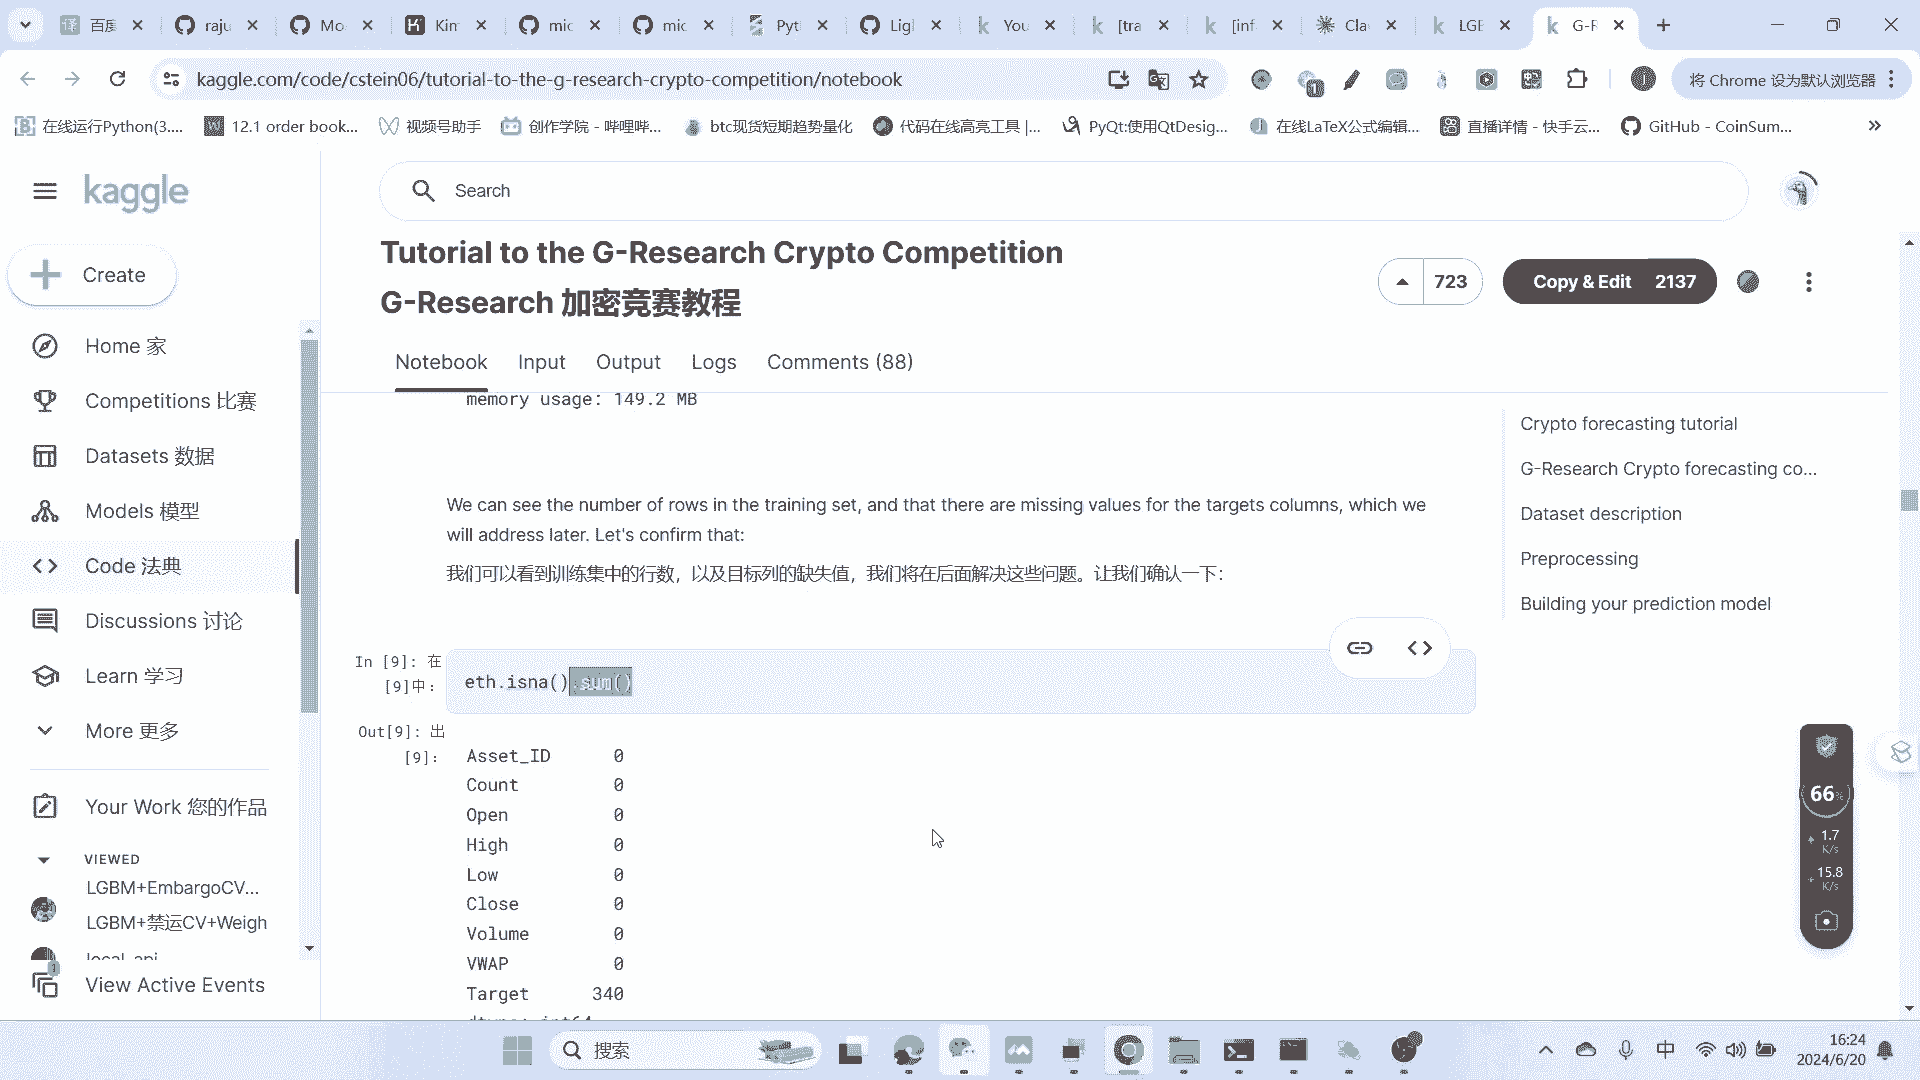 百度
raju
Mo
Kim
mic
mic
Pyt
Ligh
You
[tra
[inf
Cla
LGE
G-R
kaggle.com/code/cstein06/tutorial-to-the-g-research-crypto-competition/notebook
1
将 Chrome 设为默认浏览器
在线运行Python(3....
12.1 order book...
视频号助手
创作学院 - 哔哩哔...
btc现货短期趋势量化
代码在线高亮工具 |...
PyQt:使用QtDesig...
在线LaTeX公式编辑...
直播详情 - 快手云...
GitHub - CoinSum...
kaggle
Search
Create
Home 家
Competitions 比赛
Datasets 数据
Models 模型
Code 法典
Discussions 讨论
Learn 学习
More 更多
Your Work 您的作品
VIEWED
LGBM+EmbargoCV...
LGBM+禁运CV+Weigh
local_api
1
View Active Events
Tutorial to the G-Research Crypto Competition
G-Research 加密竞赛教程
723
Copy & Edit 2137
Notebook Input Output Logs Comments (88)
memory usage: 149.2 MB
We can see the number of rows in the training set, and that there are missing values for the targets columns, which we
will address later. Let's confirm that:
我们可以看到训练集中的行数，以及目标列的缺失值，我们将在后面解决这些问题。让我们确认一下：
In [9]: 在
[9]中：
eth.isna().sum()
Out[9]: 出
[9]:
Asset_ID 0
Count 0
Open 0
High 0
Low 0
Close 0
Volume 0
VWAP 0
Target 340
dtype: int64
Crypto forecasting tutorial
G-Research Crypto forecasting co...
Dataset description
Preprocessing
Building your prediction model
66%
1.7
K/s
15.8
K/s
搜索
中
16:24
2024/6/20